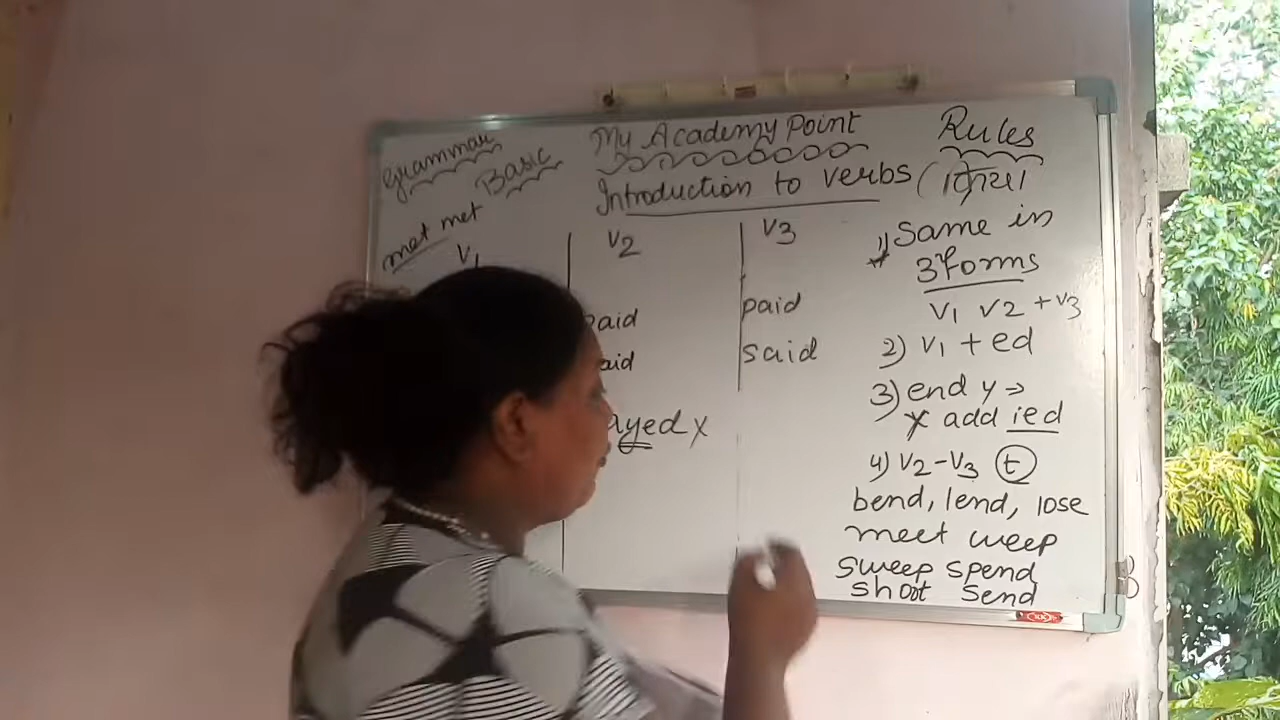 Grammar
Basic
My Academy Point
Introduction to verbs (क्रिया
met met
V1
V2
V3
paid
paid
said
ayed x
Rules
1) Same in
3 Forms
V1 V2 + V3
2) V1 + ed
3) end y ⇒
add ied
4) V2 - V3 t
bend, lend, lose
meet weep
sweep spend
shoot send